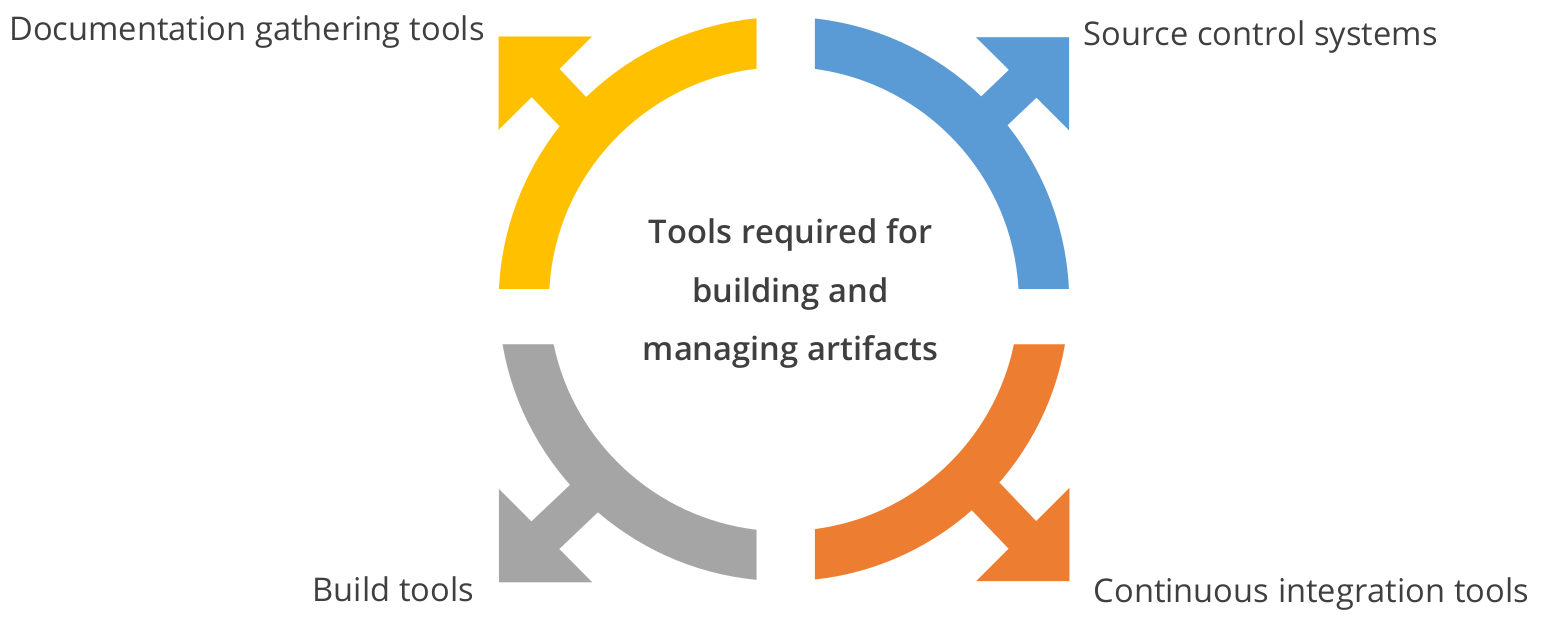 Documentation gathering tools
Source control systems
Tools required for
building and
managing artifacts
Build tools
Continuous integration tools